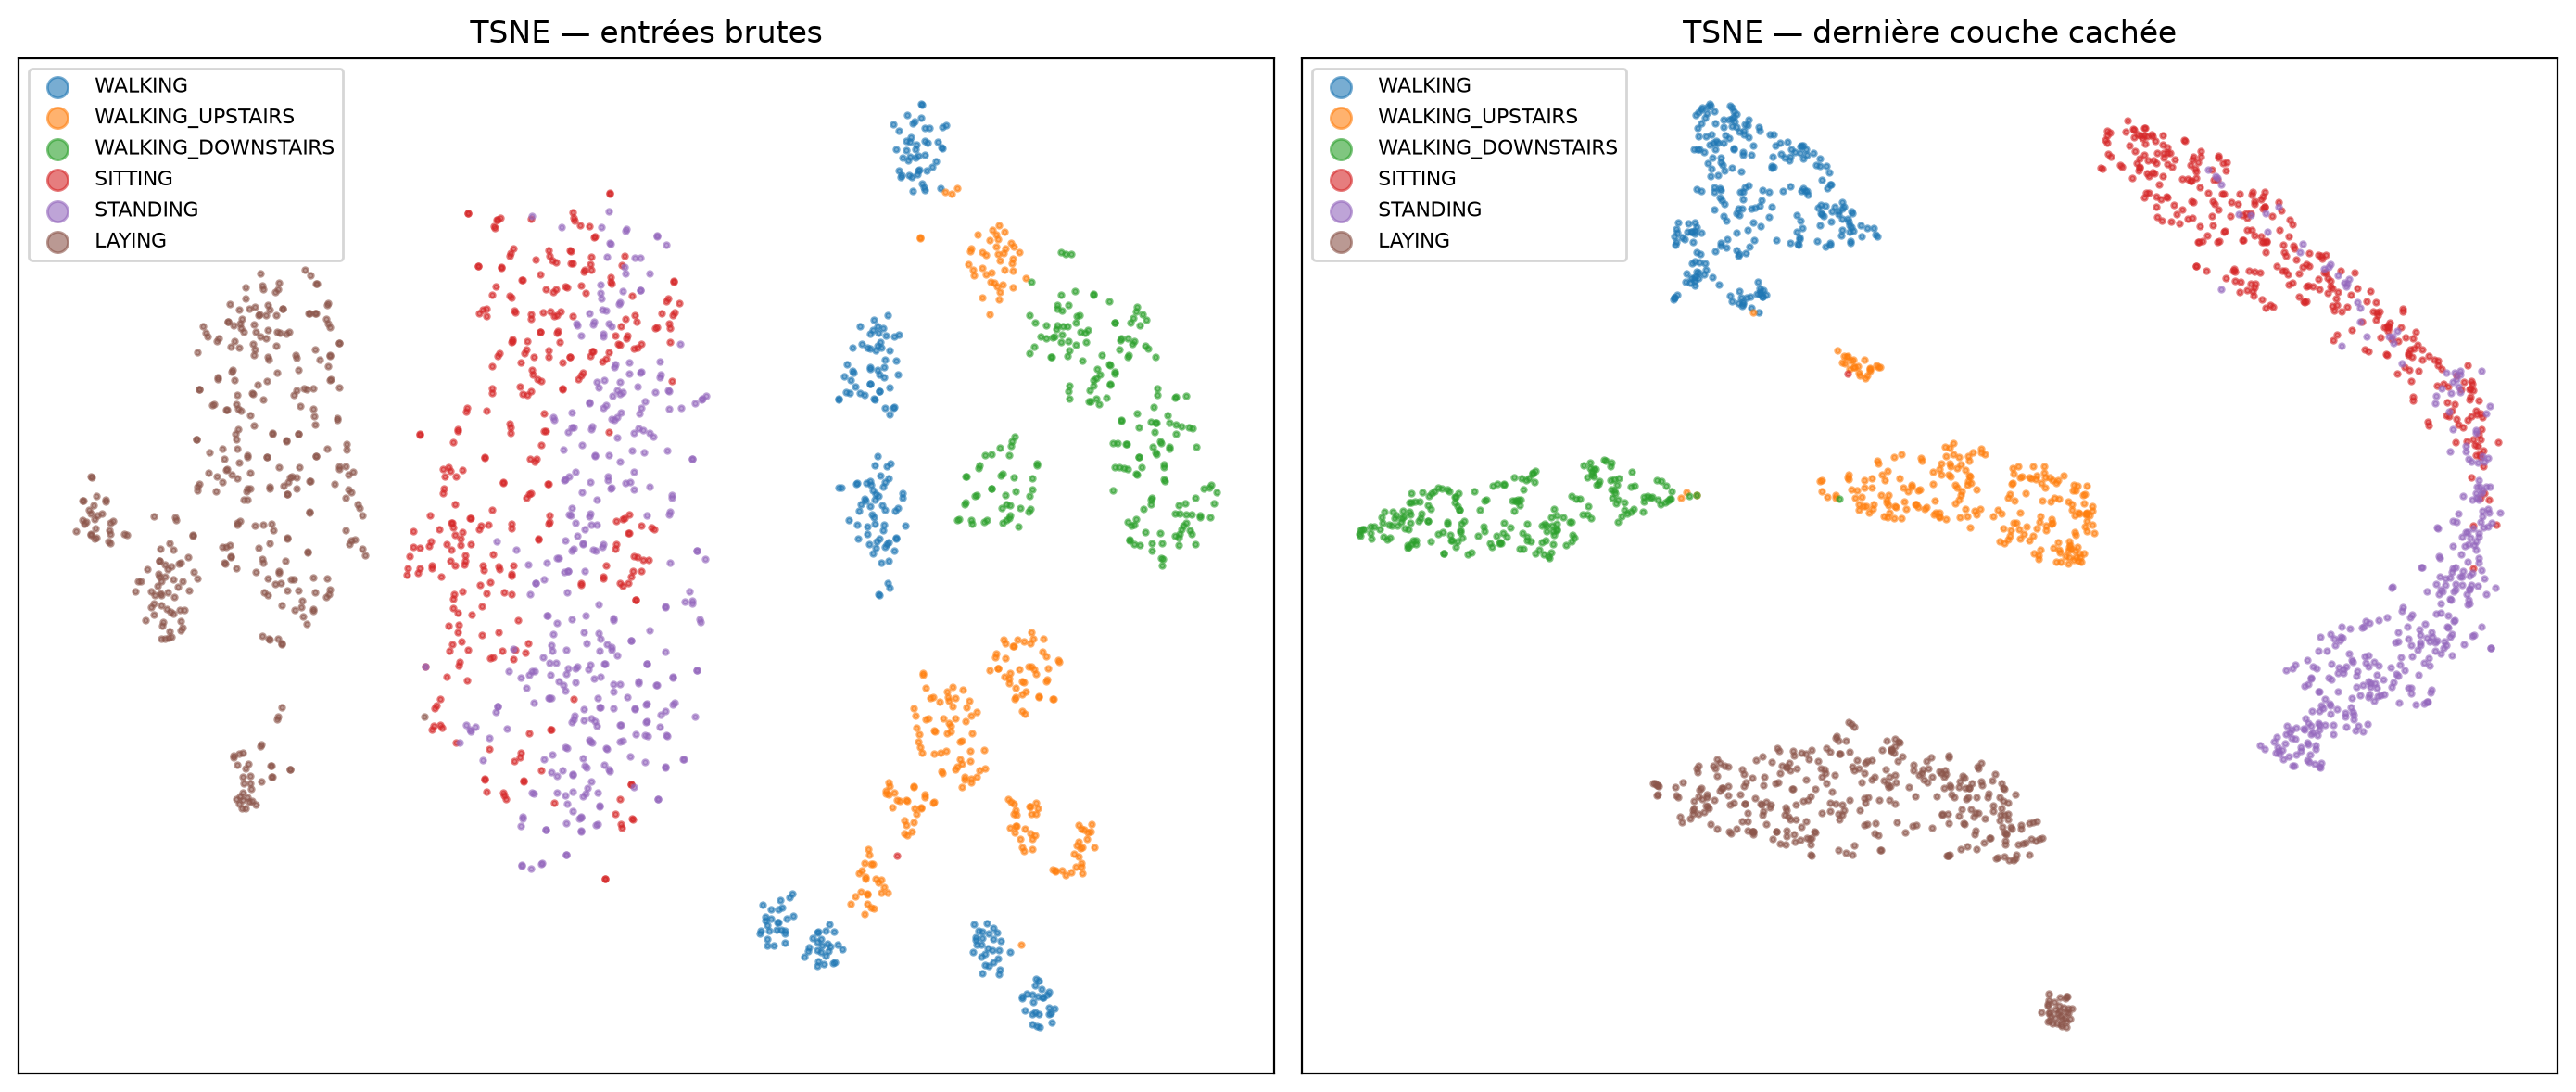 TSNE — entrées brutes
WALKING
WALKING_UPSTAIRS
WALKING_DOWNSTAIRS
SITTING
STANDING
LAYING
TSNE — dernière couche cachée
WALKING
WALKING_UPSTAIRS
WALKING_DOWNSTAIRS
SITTING
STANDING
LAYING